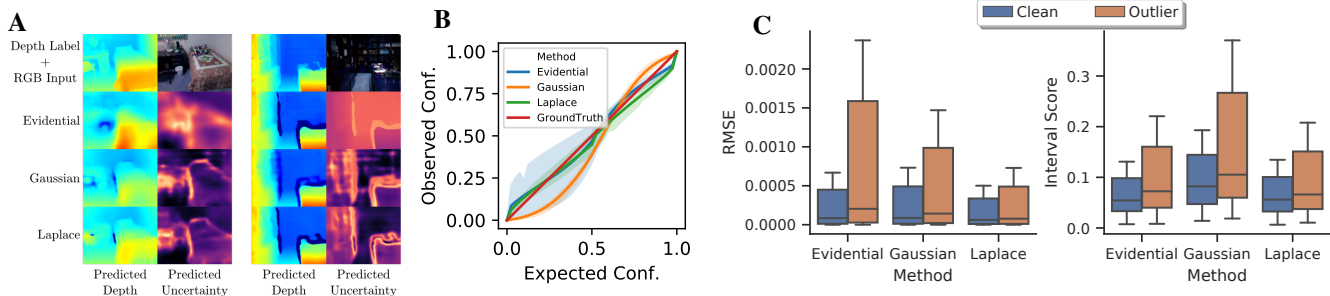 A
Depth Label
+
RGB Input
Evidential
Gaussian
Laplace
Predicted
Depth
Predicted
Uncertainty
Predicted
Depth
Predicted
Uncertainty
B
Observed Conf.
1.00
0.75
0.50
0.25
0.00
Method
Evidential
Gaussian
Laplace
GroundTruth
0.0
0.5
1.0
Expected Conf.
C
Clean
Outlier
RMSE
0.0020
0.0015
0.0010
0.0005
0.0000
Evidential
Gaussian
Laplace
Method
Interval Score
0.3
0.2
0.1
0.0
Evidential
Gaussian
Laplace
Method